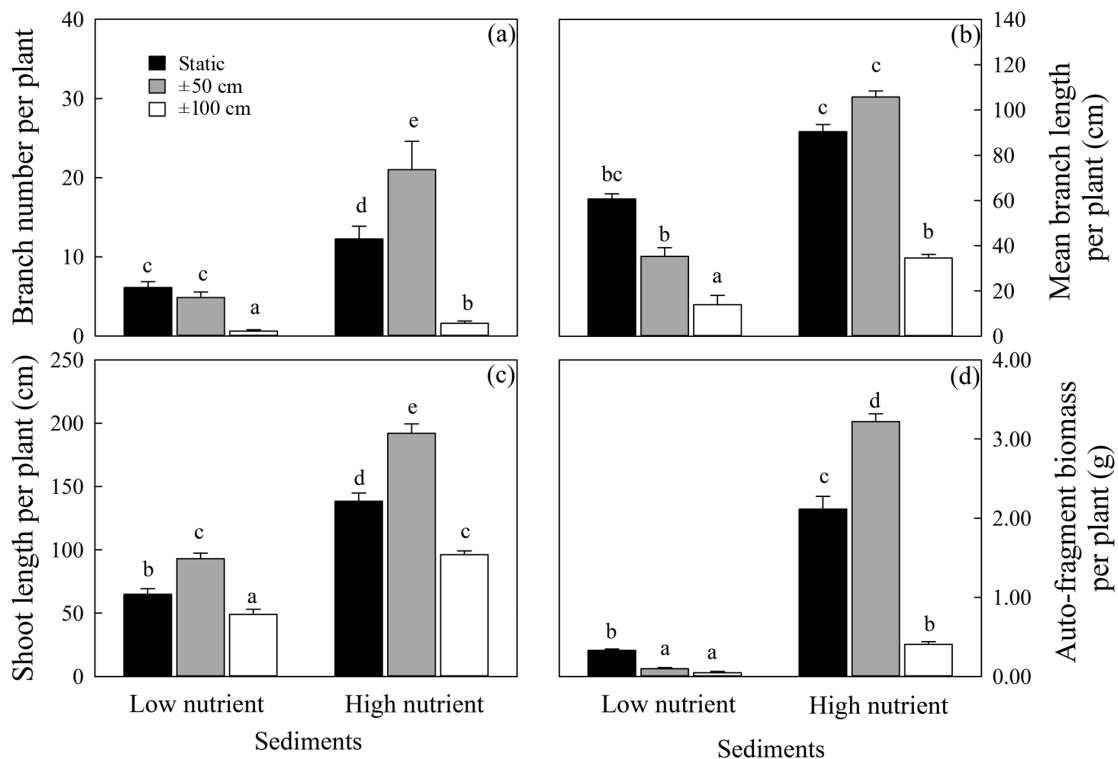 Branch number per plant
40
30
20
10
0
(a)
Static
±50 cm
±100 cm
c
c
a
d
e
b
(b)
bc
b
a
c
c
b
140
120
100
80
60
40
20
0
Mean branch length
per plant (cm)
Shoot length per plant (cm)
250
200
150
100
50
0
(c)
b
c
a
d
e
c
Low nutrient
High nutrient
Sediments
(d)
b
a
a
c
d
b
4.00
3.00
2.00
1.00
0.00
Auto-fragment biomass
per plant (g)
Low nutrient
High nutrient
Sediments